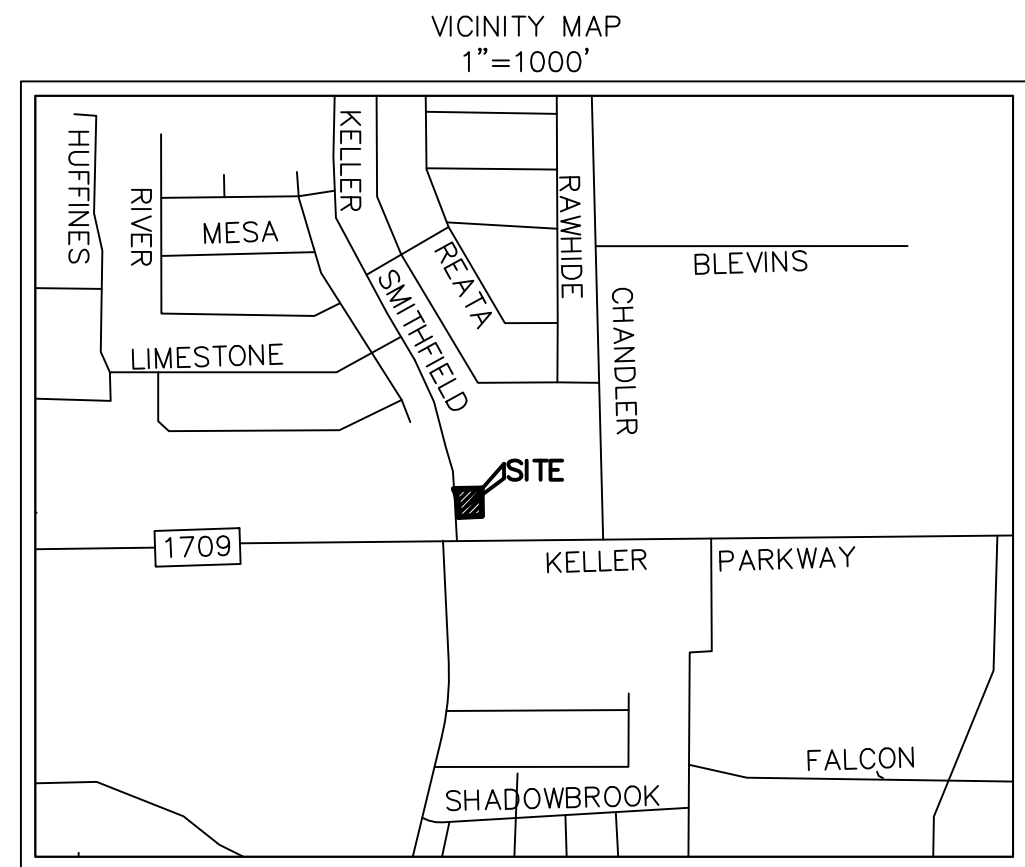 VICINITY MAP
1"=1000'
HUFFINES
RIVER
MESA
KELLER
SMITHFIELD
REATA
RAWHIDE
BLEVINS
CHANDLER
LIMESTONE
SITE
1709
KELLER PARKWAY
FALCON
SHADOWBROOK